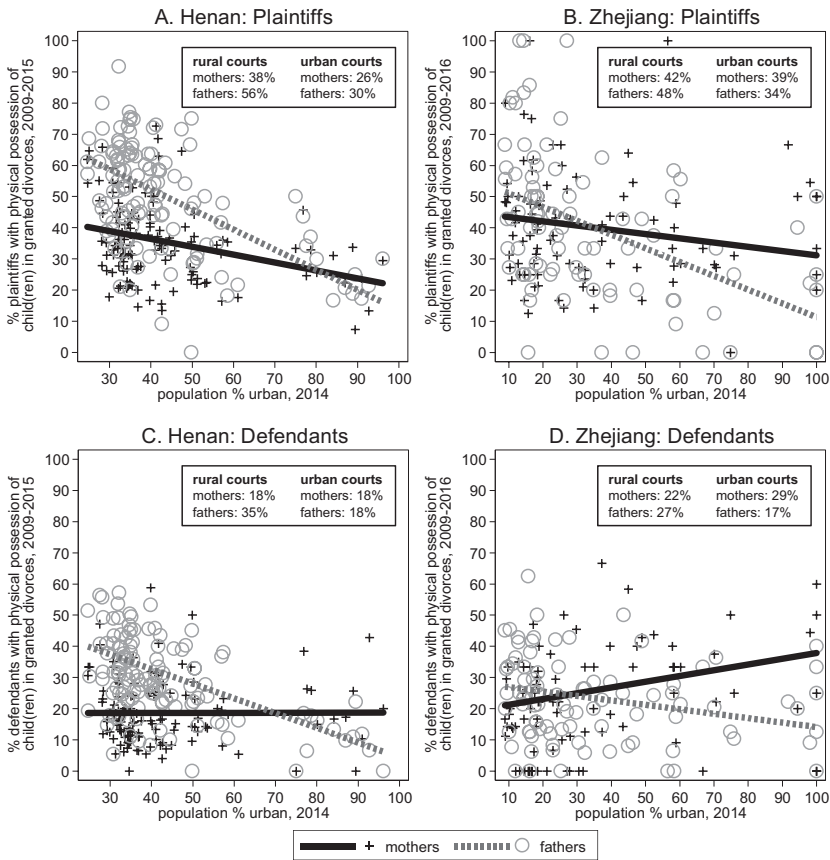 A. Henan: Plaintiffs
% plaintiffs with physical possession of
child(ren) in granted divorces, 2009-2015
100
90
80
70
60
50
40
30
20
10
0
rural courts urban courts
mothers: 38% mothers: 26%
fathers: 56% fathers: 30%
30 40 50 60 70 80 90 100
population % urban, 2014
B. Zhejiang: Plaintiffs
% plaintiffs with physical possession of
child(ren) in granted divorces, 2009-2016
100
90
80
70
60
50
40
30
20
10
0
rural courts urban courts
mothers: 42% mothers: 39%
fathers: 48% fathers: 34%
10 20 30 40 50 60 70 80 90 100
population % urban, 2014
C. Henan: Defendants
% defendants with physical possession of
child(ren) in granted divorces, 2009-2015
100
90
80
70
60
50
40
30
20
10
0
rural courts urban courts
mothers: 18% mothers: 18%
fathers: 35% fathers: 18%
30 40 50 60 70 80 90 100
population % urban, 2014
D. Zhejiang: Defendants
% defendants with physical possession of
child(ren) in granted divorces, 2009-2016
100
90
80
70
60
50
40
30
20
10
0
rural courts urban courts
mothers: 22% mothers: 29%
fathers: 27% fathers: 17%
10 20 30 40 50 60 70 80 90 100
population % urban, 2014
mothers fathers